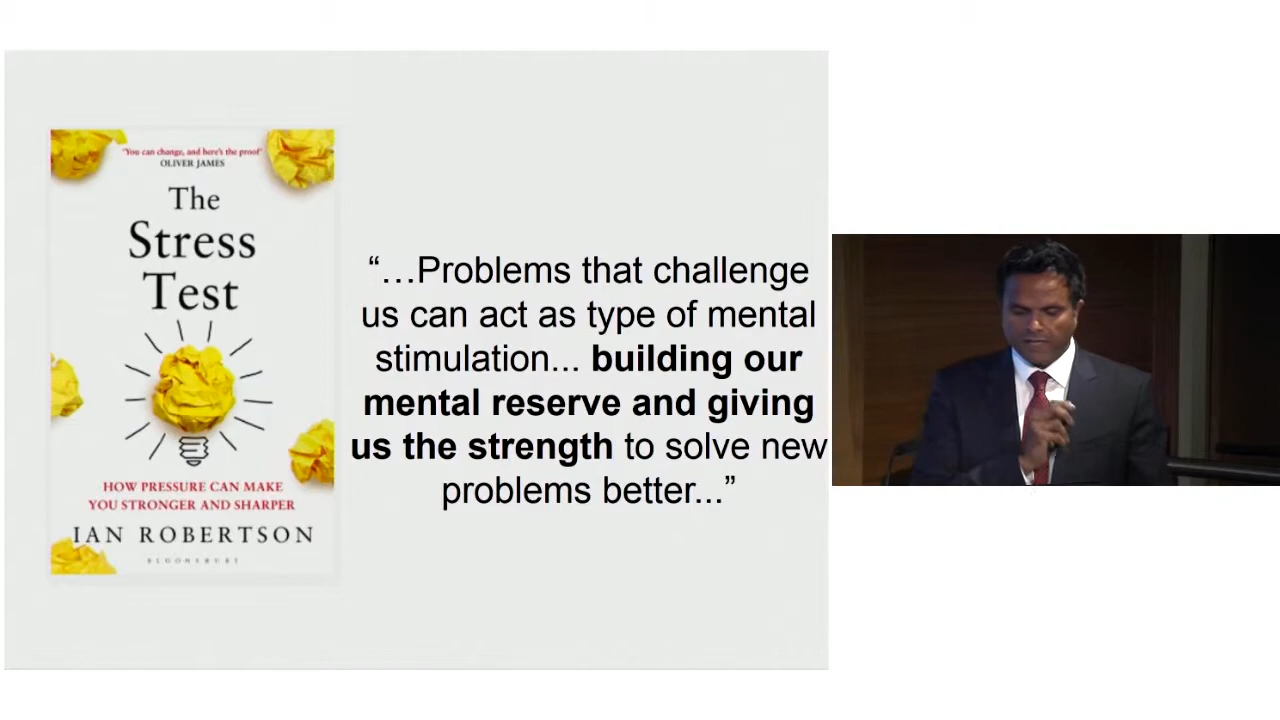 "You can change, and here's the proof"
OLIVER JAMES
The
Stress
Test
HOW PRESSURE CAN MAKE
YOU STRONGER AND SHARPER
IAN ROBERTSON
BLOOMSBURY
“…Problems that challenge
us can act as type of mental
stimulation... building our
mental reserve and giving
us the strength to solve new
problems better...”